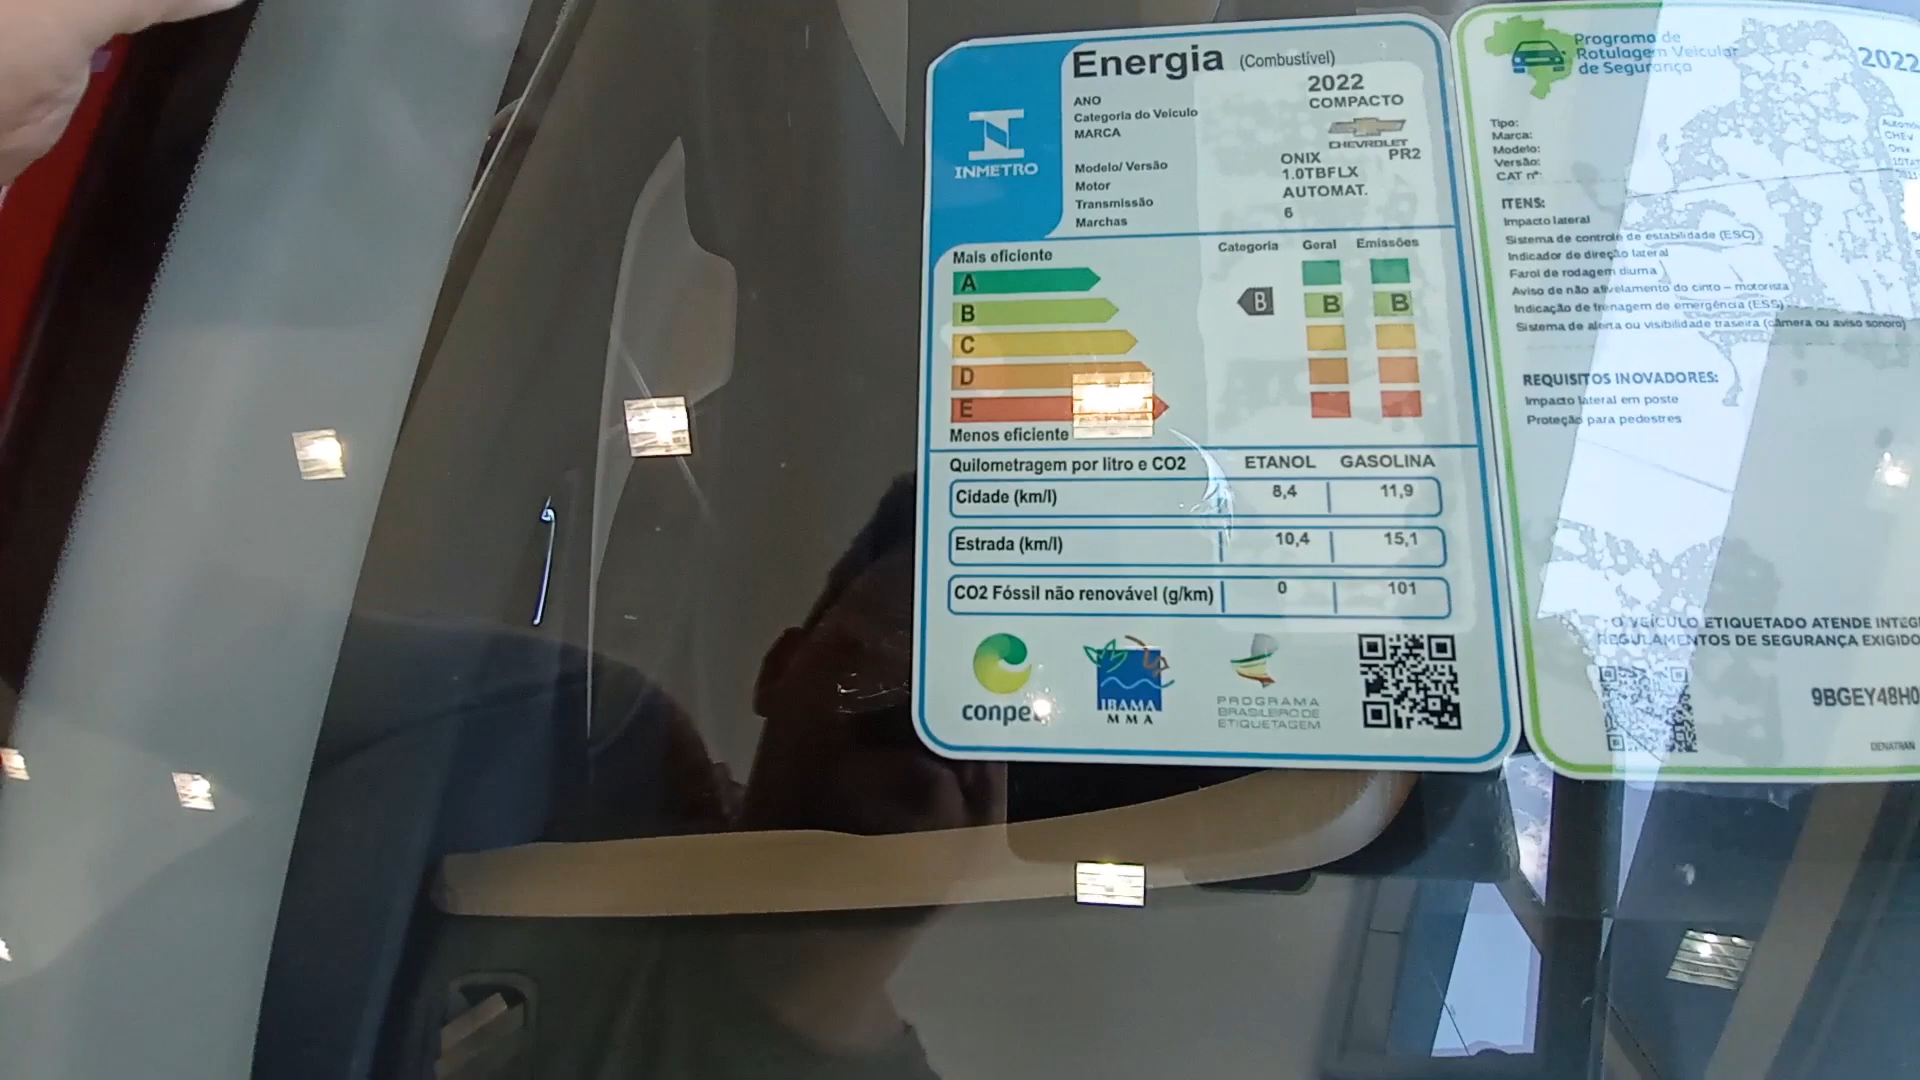 Energia (Combustível)
INMETRO
ANO 2022
Categoria do Veículo COMPACTO
MARCA CHEVROLET
Modelo/ Versão ONIX PR2
Motor 1.0TBFLX
Transmissão AUTOMAT.
Marchas 6
Categoria Geral Emissões
Mais eficiente
A
B B B B
C
D
E
Menos eficiente
Quilometragem por litro e CO2 ETANOL GASOLINA
Cidade (km/l) 8,4 11,9
Estrada (km/l) 10,4 15,1
CO2 Fóssil não renovável (g/km) 0 101
IBAMA
MMA
PROGRAMA
BRASILEIRO DE
ETIQUETAGEM
Programa de
Rotulagem Veicular
de Segurança
2022
Tipo:
Marca:
Modelo:
Versão:
CAT nº:
ITENS:
Impacto lateral
Sistema de controle de estabilidade (ESC)
Indicador de direção lateral
Farol de rodagem diurna
Aviso de não afivelamento do cinto – motorista
Indicação de frenagem de emergência (ESS)
Sistema de alerta ou visibilidade traseira (câmera ou aviso sonoro)
REQUISITOS INOVADORES:
Impacto lateral em poste
Proteção para pedestres
O VEÍCULO ETIQUETADO ATENDE
REGULAMENTOS DE SEGURANÇA
9BGEY48H0
DENATRAN